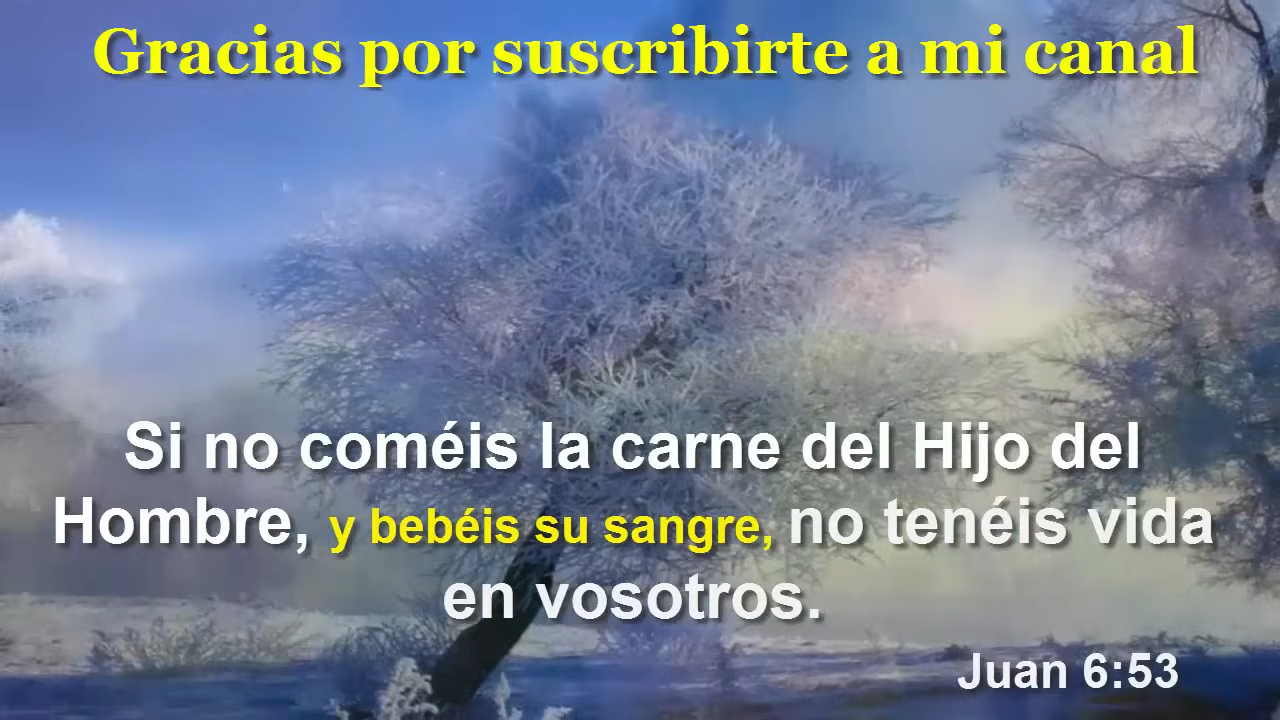 Gracias por suscribirte a mi canal
Si no coméis la carne del Hijo del
Hombre, y bebéis su sangre, no tenéis vida
en vosotros.
Juan 6:53